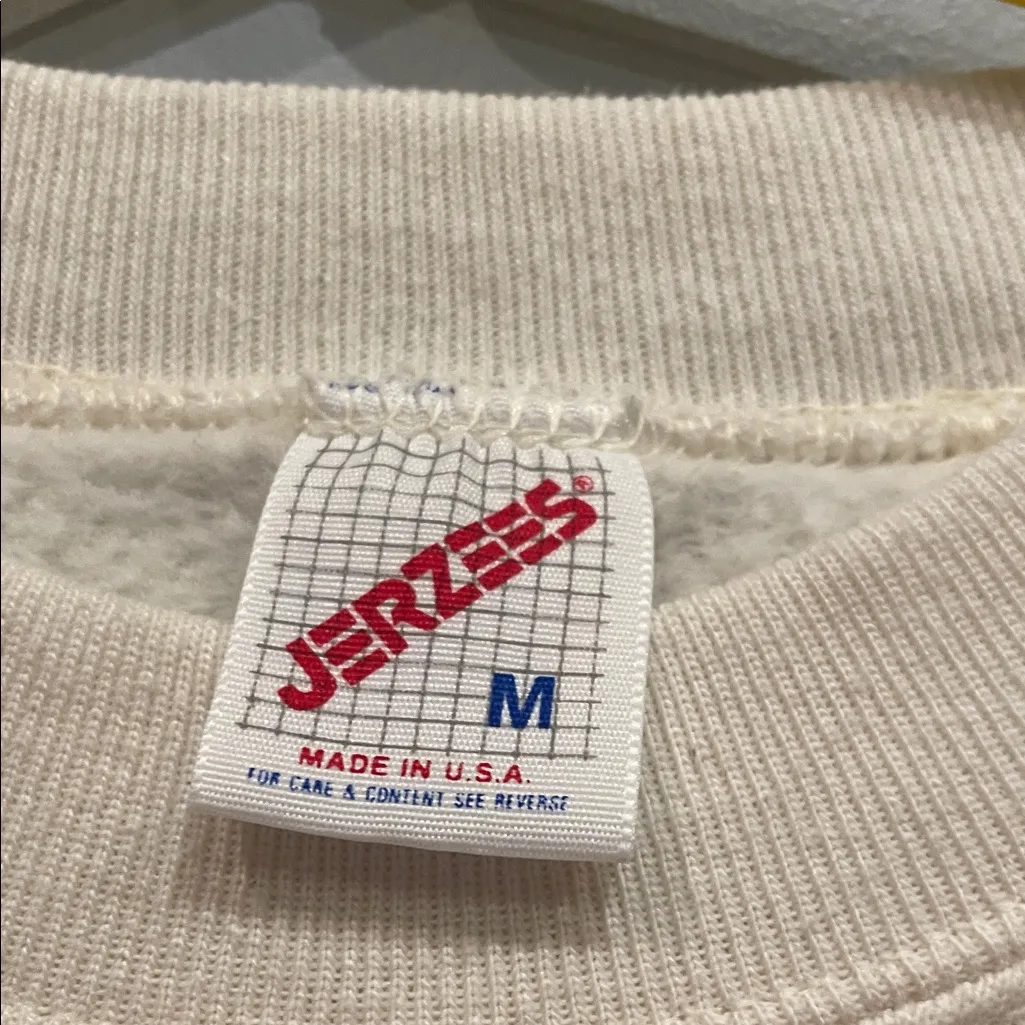 JERZEES®
M
MADE IN U.S.A.
FOR CARE & CONTENT SEE REVERSE